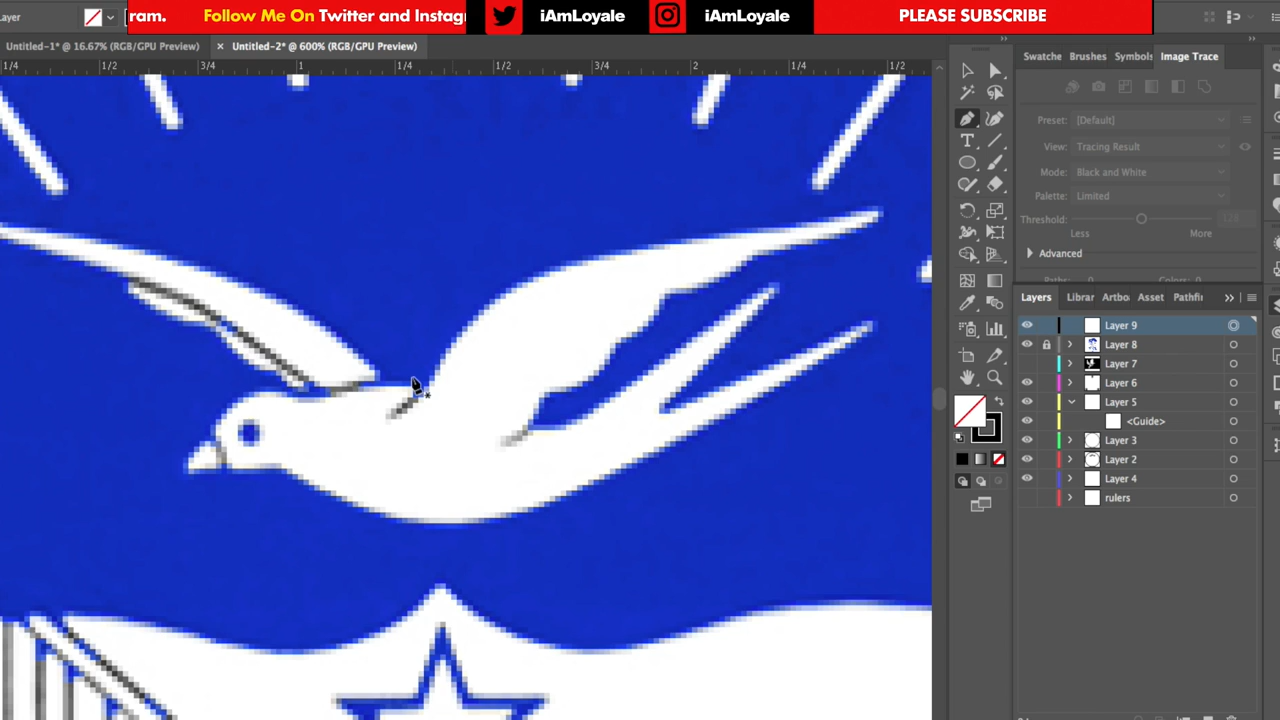 ram. Follow Me On Twitter and Instag iAmLoyale iAmLoyale PLEASE SUBSCRIBE
Layer
Untitled-1* @ 16.67% (RGB/GPU Preview) × Untitled-2* @ 600% (RGB/GPU Preview)
1/4 1/2 3/4 1 1/4 1/2 3/4 2 1/4 1/2
Swatche Brushes Symbols Image Trace
Preset: [Default]
View: Tracing Result
Mode: Black and White
Palette: Limited
Threshold: 128
Less More
Advanced
Paths: 0 Colors: 0
Layers Librar Artbo Asset Pathfi
Layer 9
Layer 8
Layer 7
Layer 6
Layer 5
<Guide>
Layer 3
Layer 2
Layer 4
rulers